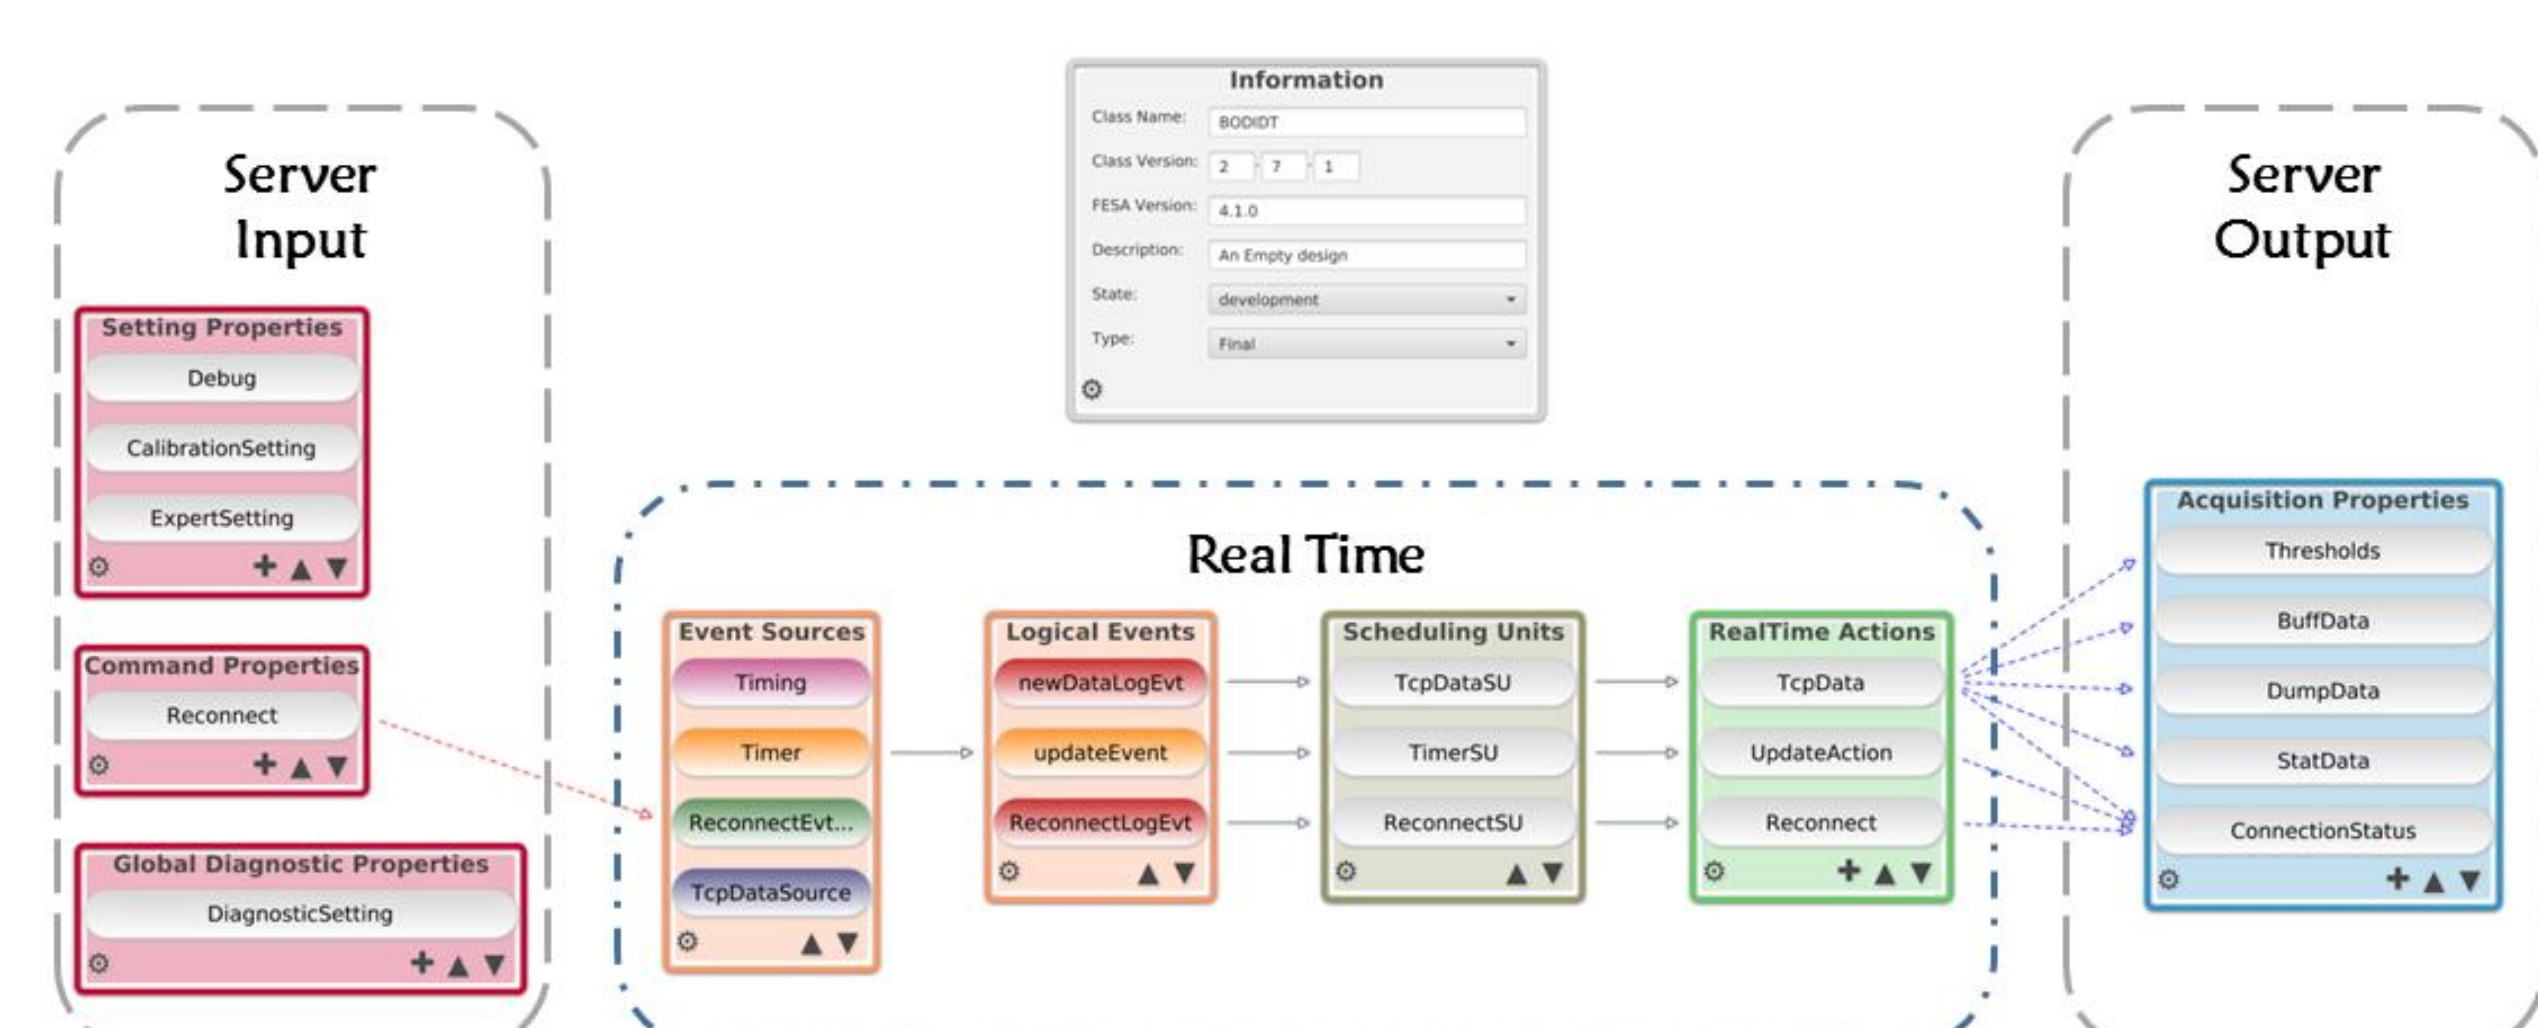 Information
Class Name:
BODIDT
Class Version:
2 7 1
FESA Version:
4.1.0
Description:
An Empty design
State:
development
Type:
Final
Server
Input
Setting Properties
Debug
CalibrationSetting
ExpertSetting
Command Properties
Reconnect
Global Diagnostic Properties
DiagnosticSetting
Real Time
Event Sources
Timing
Timer
ReconnectEvt...
TcpDataSource
Logical Events
newDataLogEvt
updateEvent
ReconnectLogEvt
Scheduling Units
TcpDataSU
TimerSU
ReconnectSU
RealTime Actions
TcpData
UpdateAction
Reconnect
Server
Output
Acquisition Properties
Thresholds
BuffData
DumpData
StatData
ConnectionStatus